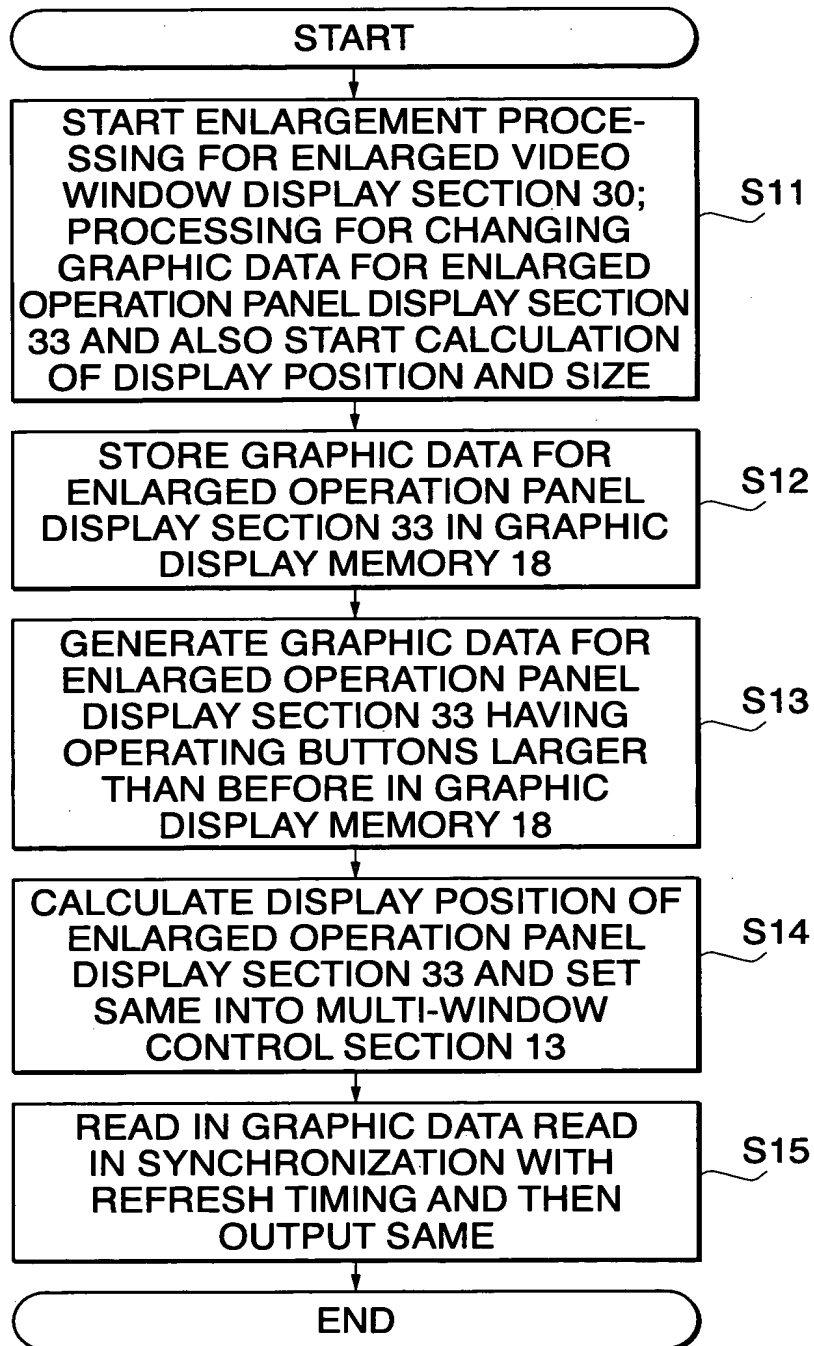 START
START ENLARGEMENT PROCE-
SSING FOR ENLARGED VIDEO
WINDOW DISPLAY SECTION 30;
PROCESSING FOR CHANGING
GRAPHIC DATA FOR ENLARGED
OPERATION PANEL DISPLAY SECTION
33 AND ALSO START CALCULATION
OF DISPLAY POSITION AND SIZE
S11
STORE GRAPHIC DATA FOR
ENLARGED OPERATION PANEL
DISPLAY SECTION 33 IN GRAPHIC
DISPLAY MEMORY 18
S12
GENERATE GRAPHIC DATA FOR
ENLARGED OPERATION PANEL
DISPLAY SECTION 33 HAVING
OPERATING BUTTONS LARGER
THAN BEFORE IN GRAPHIC
DISPLAY MEMORY 18
S13
CALCULATE DISPLAY POSITION OF
ENLARGED OPERATION PANEL
DISPLAY SECTION 33 AND SET
SAME INTO MULTI-WINDOW
CONTROL SECTION 13
S14
READ IN GRAPHIC DATA READ
IN SYNCHRONIZATION WITH
REFRESH TIMING AND THEN
OUTPUT SAME
S15
END